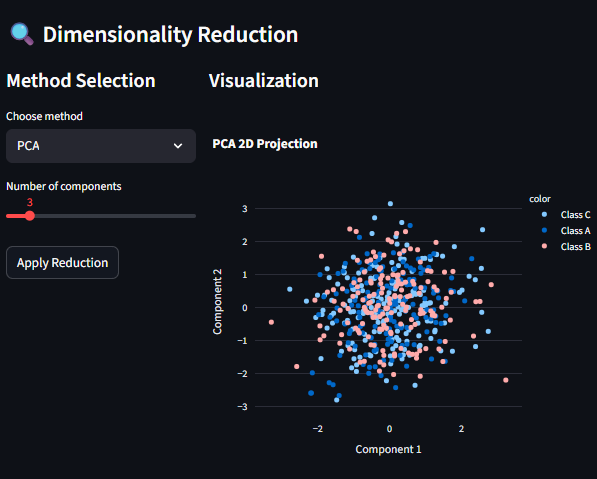 Dimensionality Reduction
Method Selection
Choose method
PCA
Number of components
3
Apply Reduction
Visualization
PCA 2D Projection
color
Class C
Class A
Class B
3
2
1
0
−1
−2
−3
Component 2
−2 0 2
Component 1